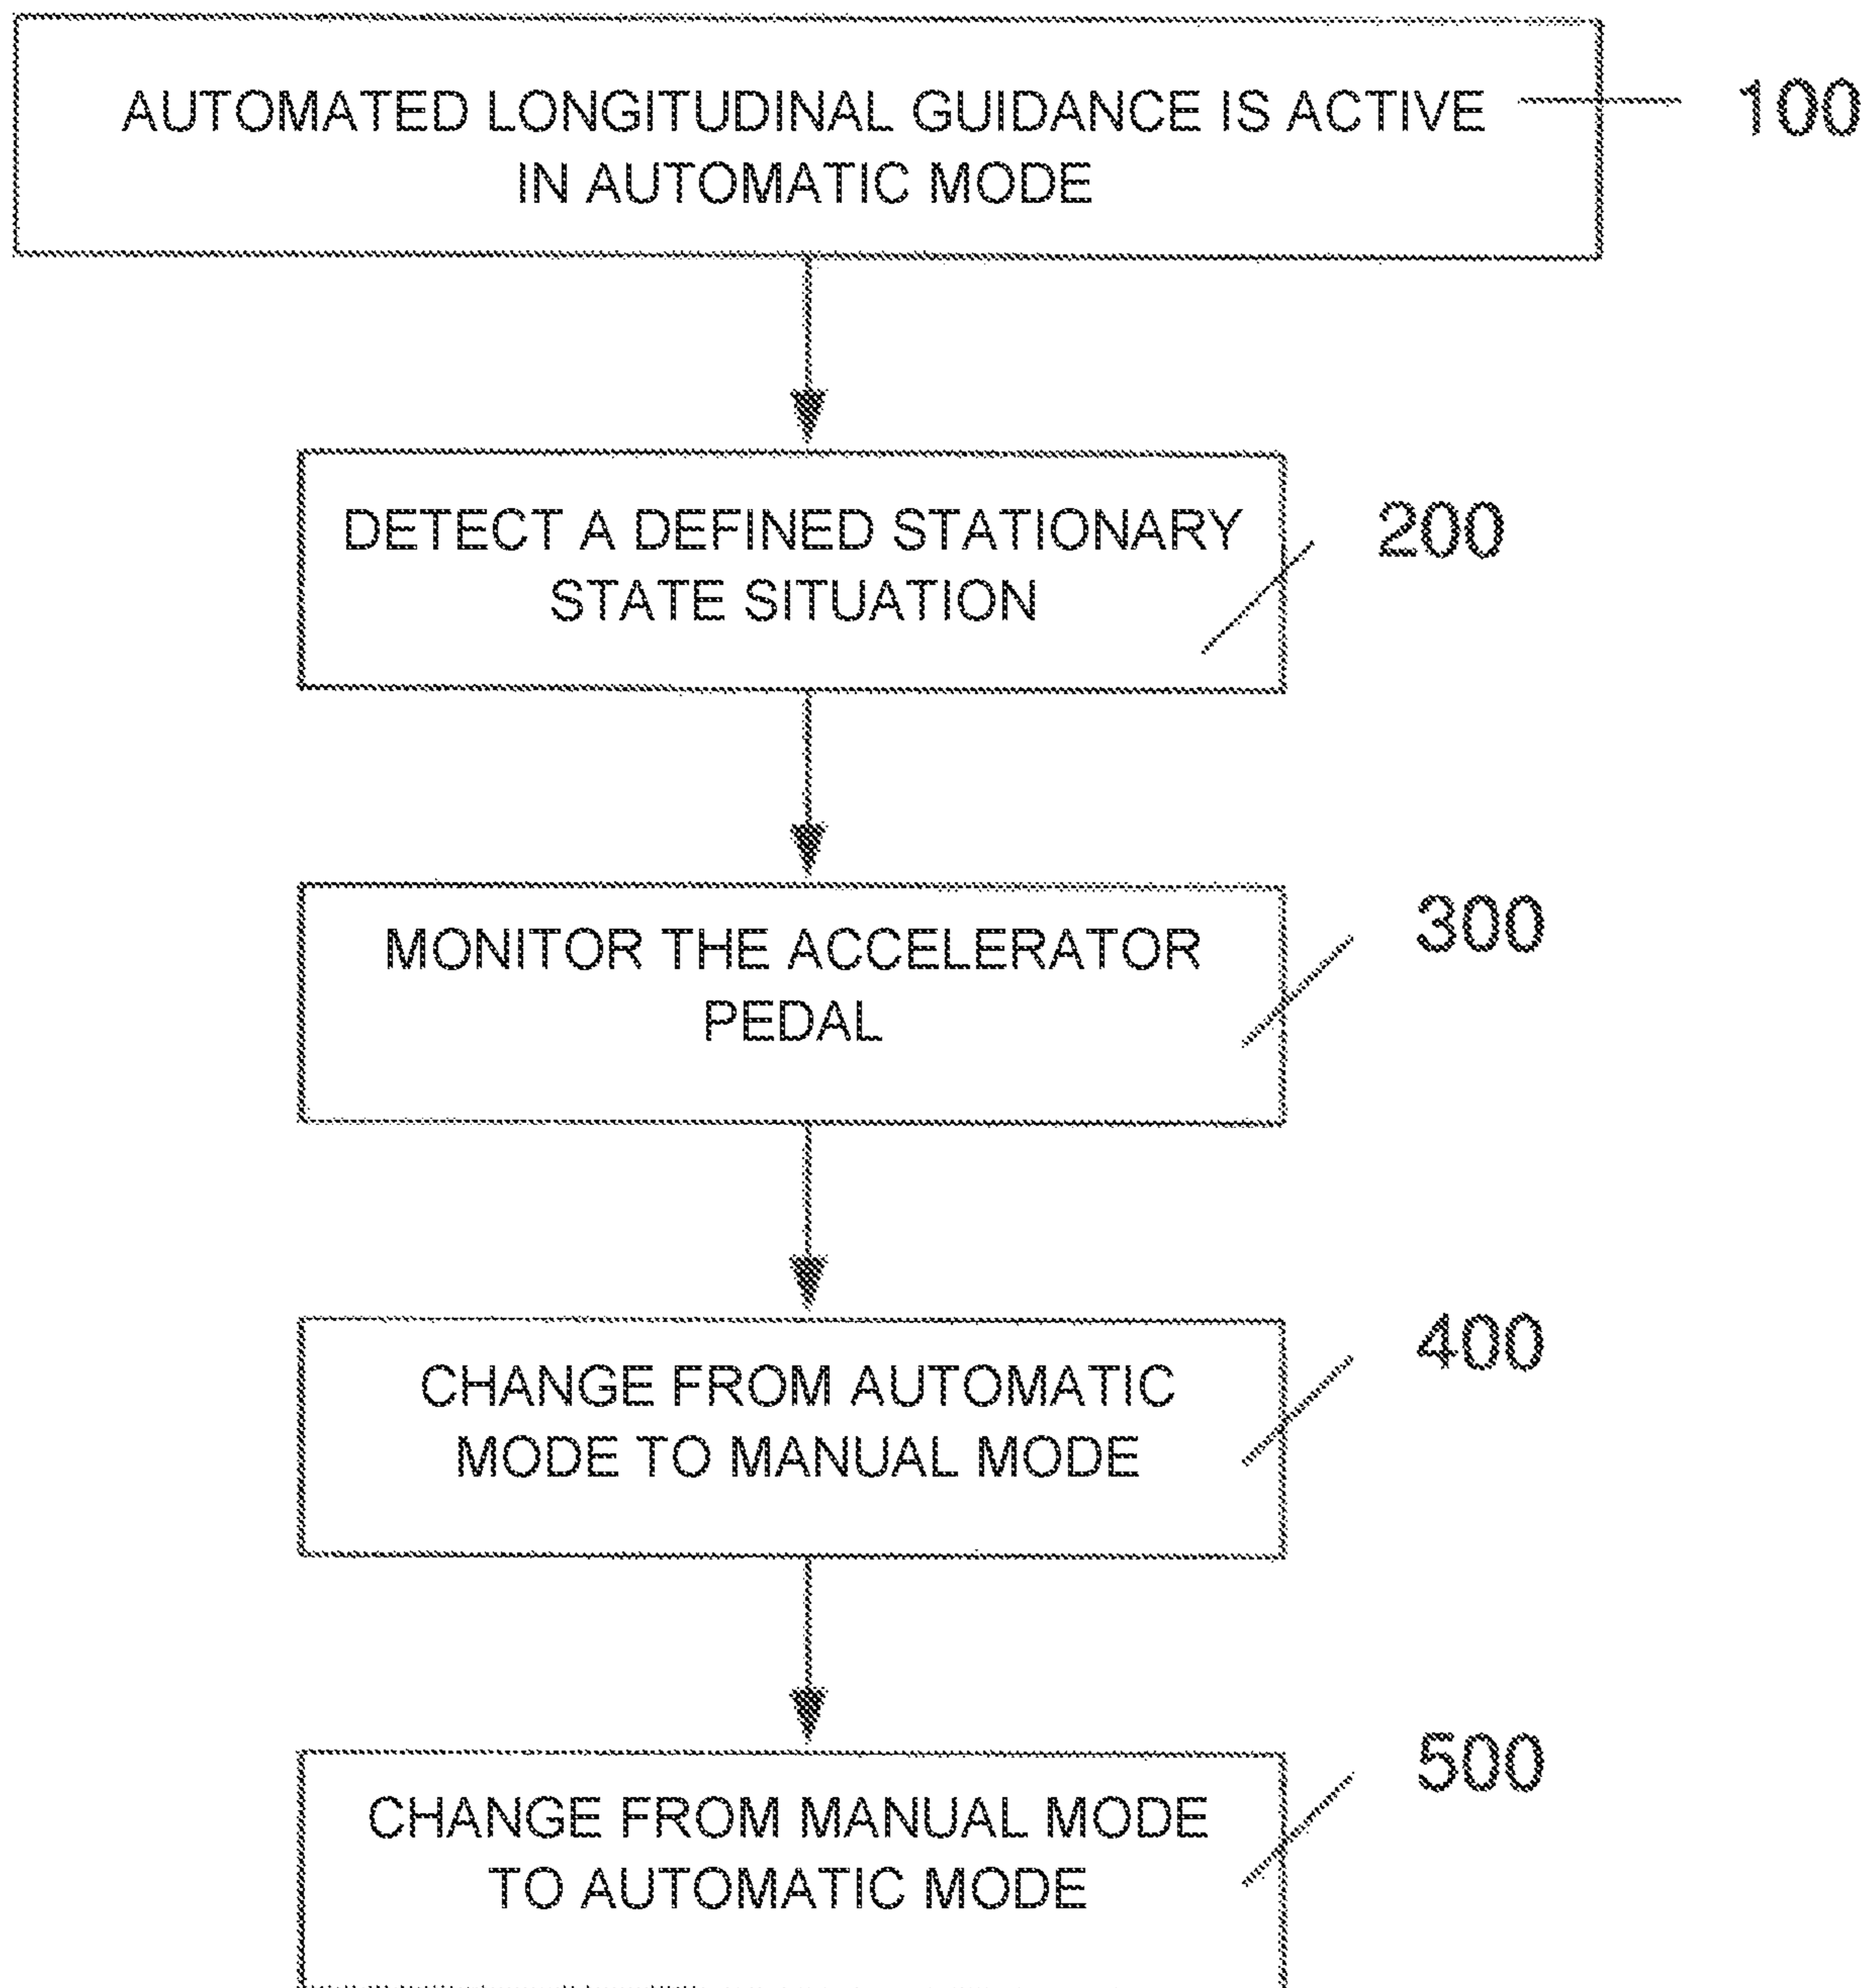 AUTOMATED LONGITUDINAL GUIDANCE IS ACTIVE
IN AUTOMATIC MODE
100
DETECT A DEFINED STATIONARY
STATE SITUATION
200
MONITOR THE ACCELERATOR
PEDAL
300
CHANGE FROM AUTOMATIC
MODE TO MANUAL MODE
400
CHANGE FROM MANUAL MODE
TO AUTOMATIC MODE
500